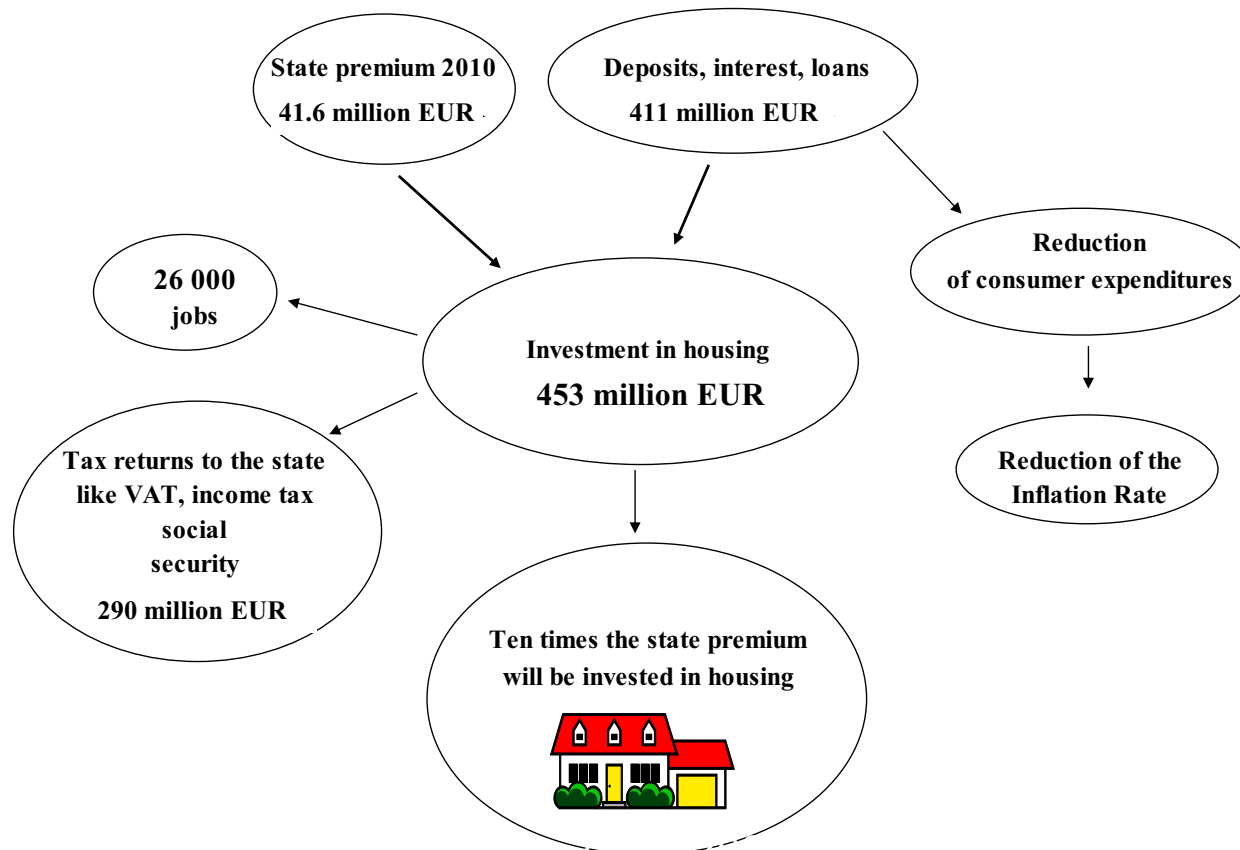 State premium 2010
41.6 million EUR
Deposits, interest, loans
411 million EUR
Reduction
of consumer expenditures
26 000
jobs
Investment in housing
453 million EUR
Tax returns to the state
like VAT, income tax
social
security
290 million EUR
Reduction of the
Inflation Rate
Ten times the state premium
will be invested in housing